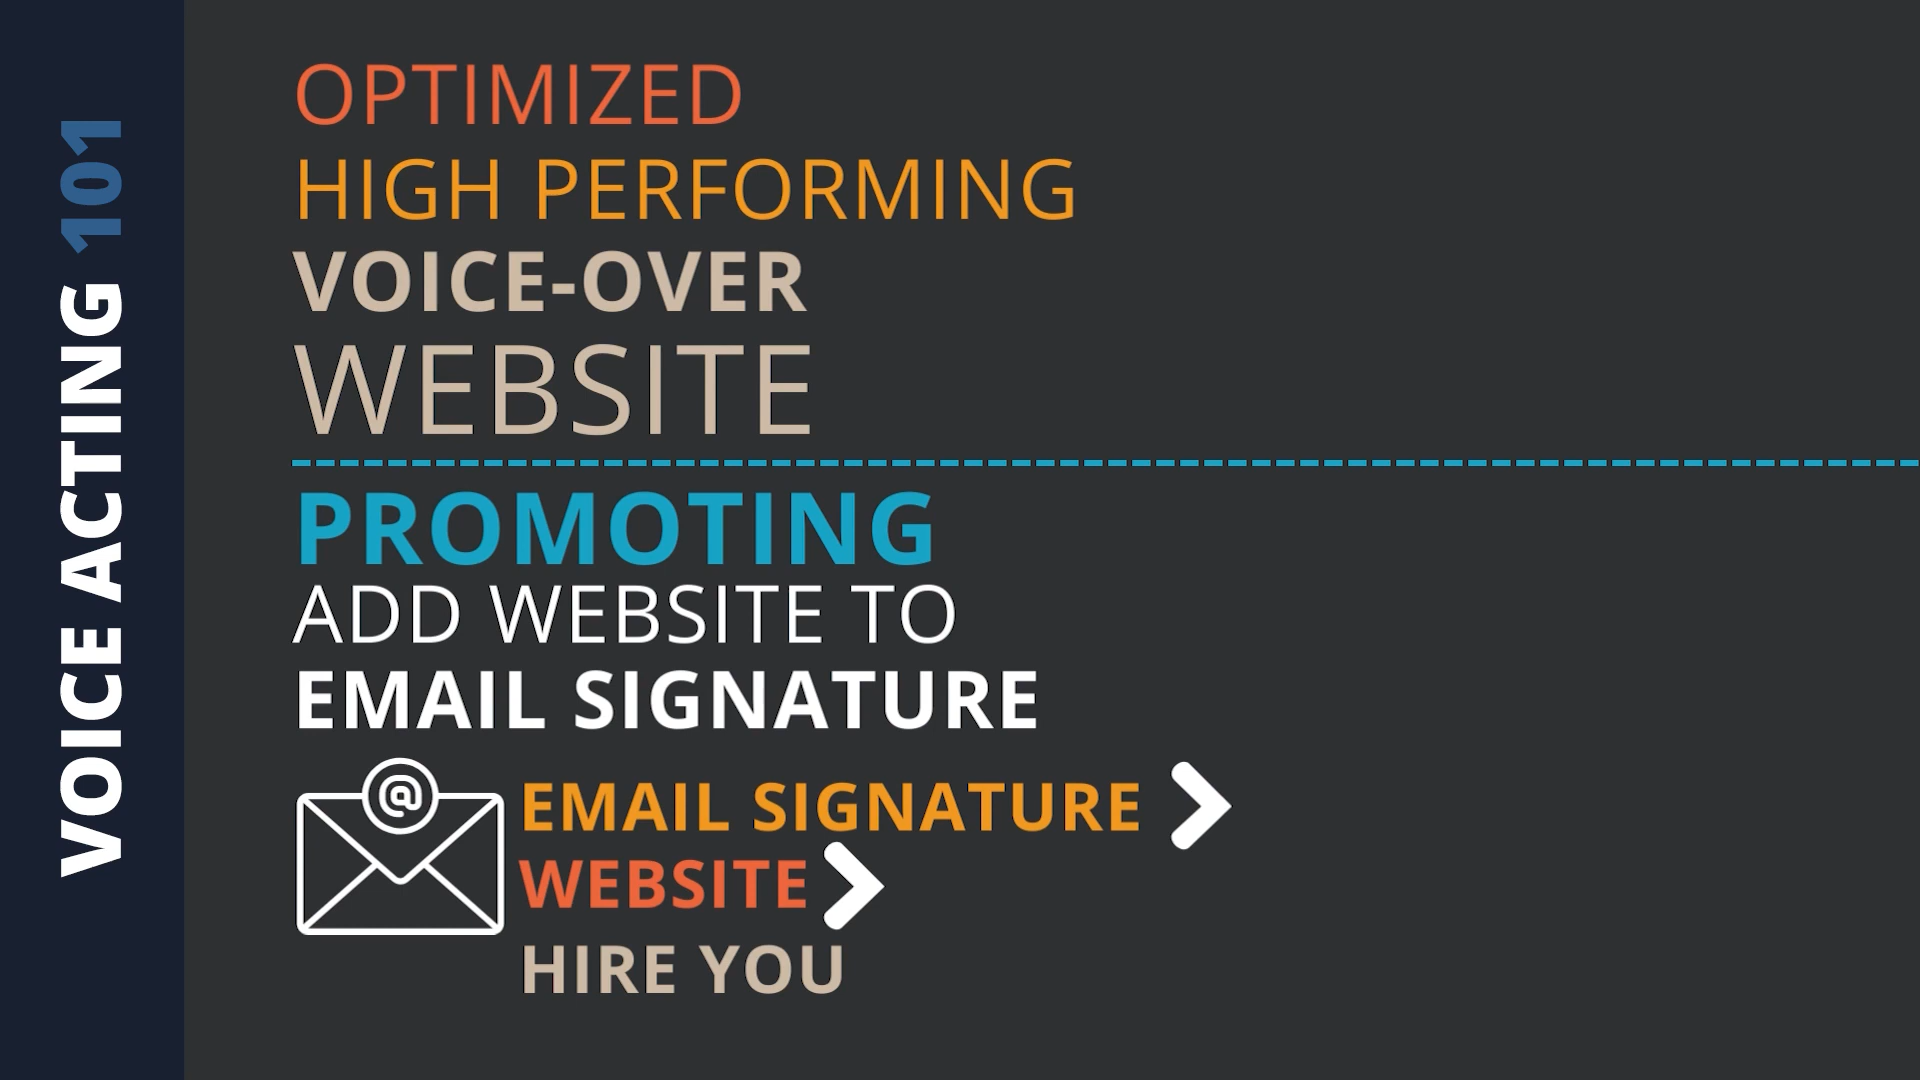 VOICE ACTING 101
OPTIMIZED
HIGH PERFORMING
VOICE-OVER
WEBSITE
PROMOTING
ADD WEBSITE TO
EMAIL SIGNATURE
@
EMAIL SIGNATURE
WEBSITE
HIRE YOU